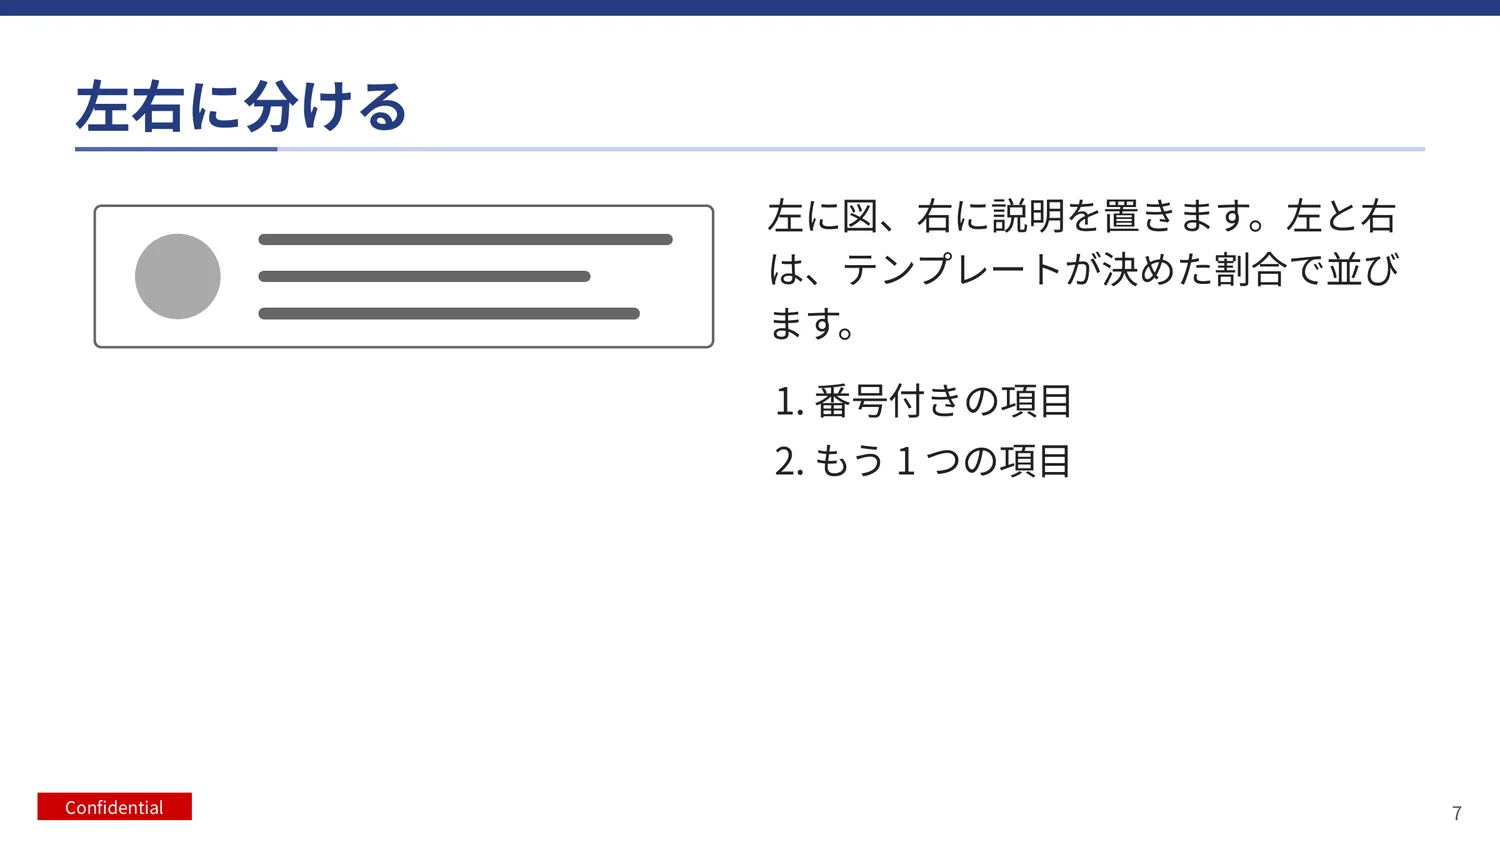 左右に分ける
左に図、右に説明を置きます。左と右
は、テンプレートが決めた割合で並び
ます。
1. 番号付きの項目
2. もう 1 つの項目
Confidential
7